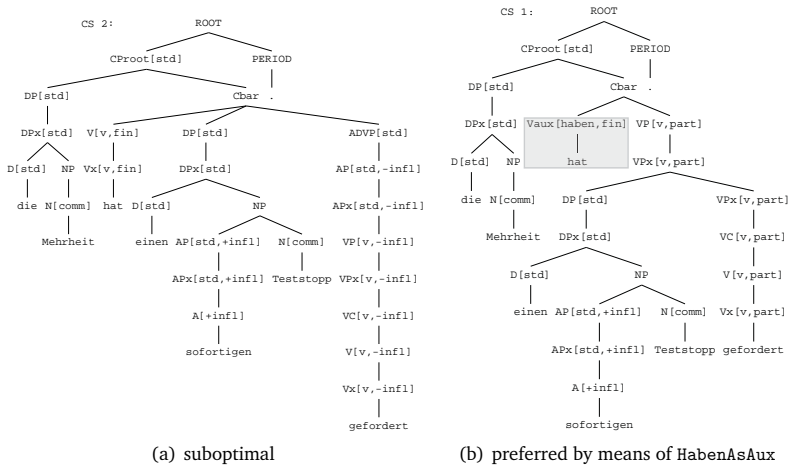 CS 2: ROOT
CProot[std] PERIOD
DP[std] Cbar .
DPx[std] V[v,fin] DP[std] ADVP[std]
D[std] NP Vx[v,fin] DPx[std] AP[std,-infl]
die N[comm] hat D[std] NP APx[std,-infl]
Mehrheit einen AP[std,+infl] N[comm] VP[v,-infl]
APx[std,+infl] Teststopp VPx[v,-infl]
A[+infl] VC[v,-infl]
sofortigen V[v,-infl]
Vx[v,-infl]
gefordert
(a) suboptimal
CS 1: ROOT
CProot[std] PERIOD
DP[std] Cbar .
DPx[std] Vaux[haben,fin] VP[v,part]
D[std] NP hat VPx[v,part]
die N[comm] DP[std] VPx[v,part]
Mehrheit DPx[std] VC[v,part]
D[std] NP V[v,part]
einen AP[std,+infl] N[comm] Vx[v,part]
APx[std,+infl] Teststopp gefordert
A[+infl]
sofortigen
(b) preferred by means of HabenAsAux